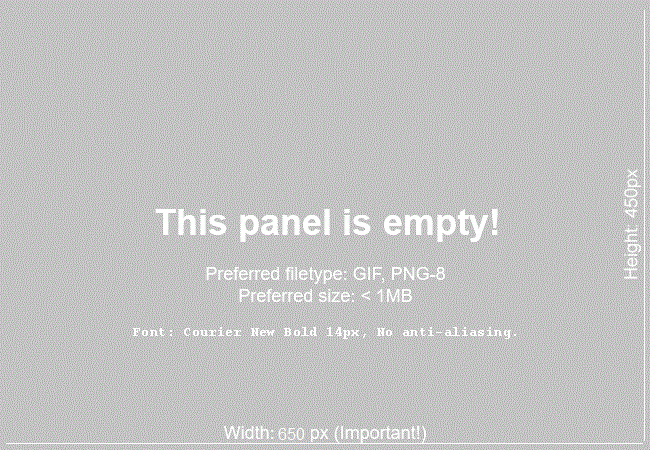 This panel is empty!
Preferred filetype: GIF, PNG-8
Preferred size: < 1MB
Font: Courier New Bold 14px, No anti-aliasing.
Width: 650 px (Important!)
Height: 450px